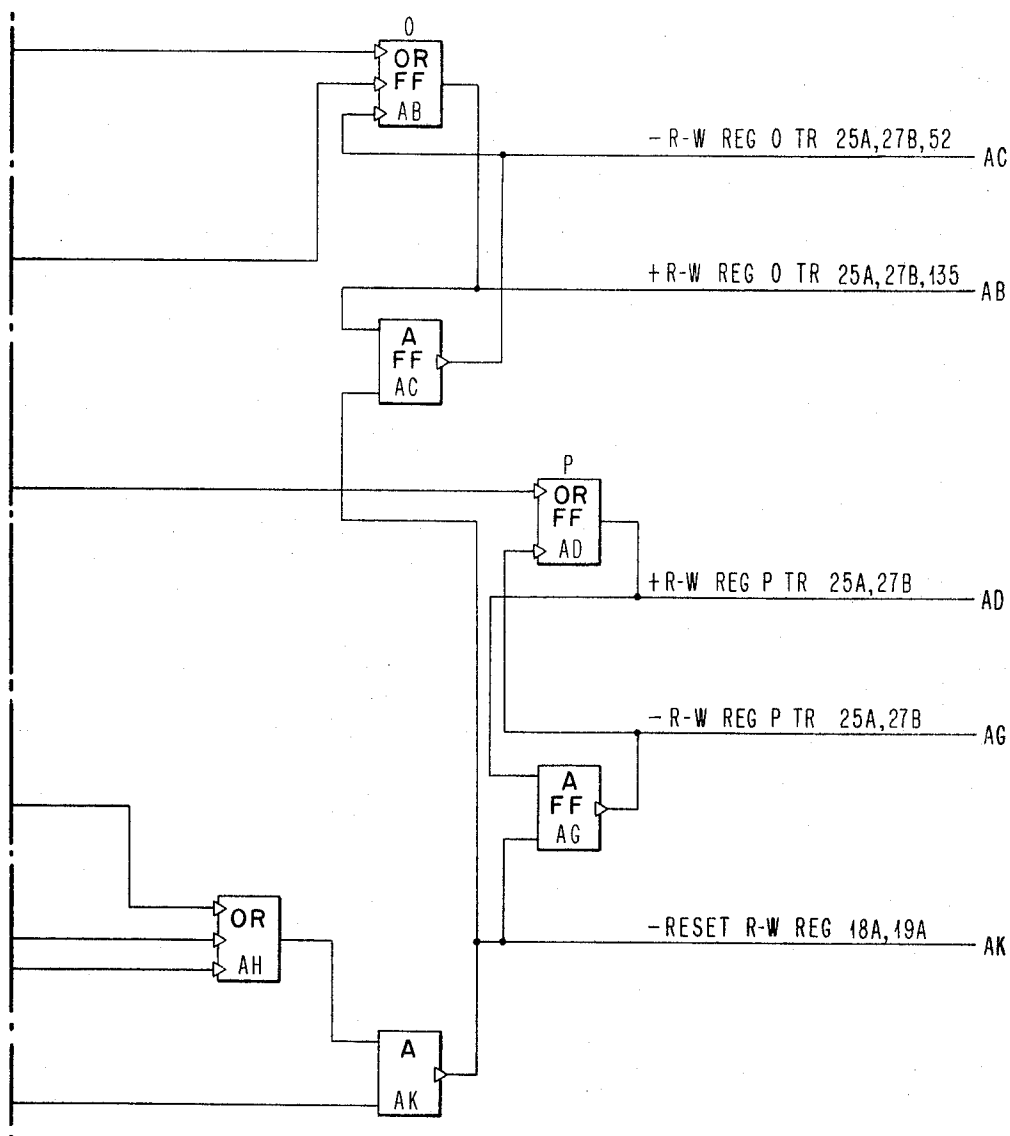 0
OR
FF
AB
-R-W REG 0 TR 25A,27B,52
AC
+R-W REG 0 TR 25A,27B,135
AB
A
FF
AC
P
OR
FF
AD
+R-W REG P TR 25A,27B
AD
-R-W REG P TR 25A,27B
AG
A
FF
AG
OR
AH
-RESET R-W REG 18A,19A
AK
A
AK